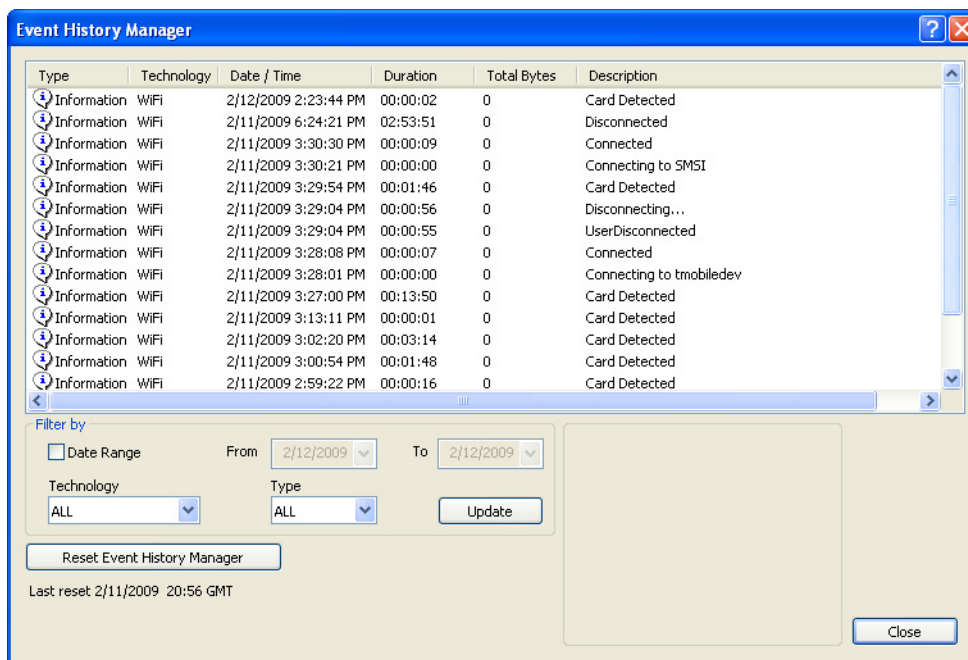 Event History Manager
Type Technology Date / Time Duration Total Bytes Description
Information WiFi 2/12/2009 2:23:44 PM 00:00:02 0 Card Detected
Information WiFi 2/11/2009 6:24:21 PM 02:53:51 0 Disconnected
Information WiFi 2/11/2009 3:30:30 PM 00:00:09 0 Connected
Information WiFi 2/11/2009 3:30:21 PM 00:00:00 0 Connecting to SMSI
Information WiFi 2/11/2009 3:29:54 PM 00:01:46 0 Card Detected
Information WiFi 2/11/2009 3:29:04 PM 00:00:56 0 Disconnecting...
Information WiFi 2/11/2009 3:29:04 PM 00:00:55 0 UserDisconnected
Information WiFi 2/11/2009 3:28:08 PM 00:00:07 0 Connected
Information WiFi 2/11/2009 3:28:01 PM 00:00:00 0 Connecting to tmobiledev
Information WiFi 2/11/2009 3:27:00 PM 00:13:50 0 Card Detected
Information WiFi 2/11/2009 3:13:11 PM 00:00:01 0 Card Detected
Information WiFi 2/11/2009 3:02:20 PM 00:03:14 0 Card Detected
Information WiFi 2/11/2009 3:00:54 PM 00:01:48 0 Card Detected
Information WiFi 2/11/2009 2:59:22 PM 00:00:16 0 Card Detected
Filter by
Date Range From 2/12/2009 To 2/12/2009
Technology Type
ALL ALL Update
Reset Event History Manager
Last reset 2/11/2009 20:56 GMT
Close